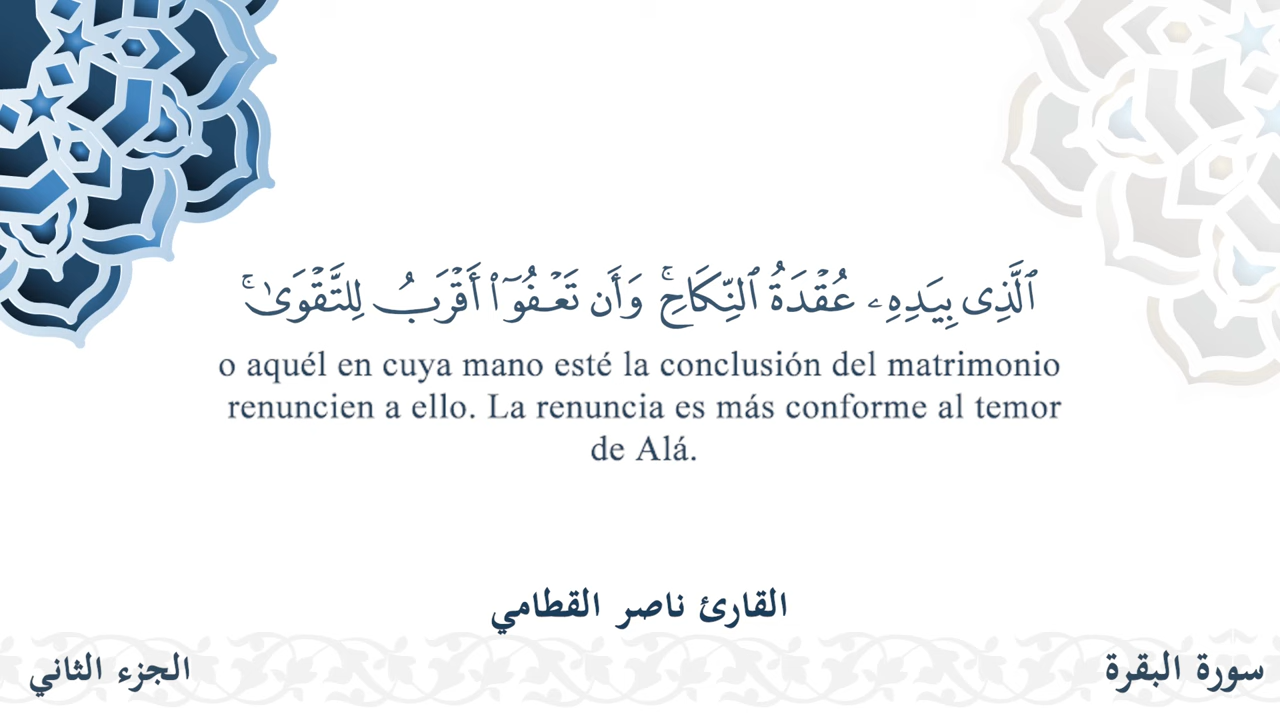 ٱلَّذِى بِيَدِهِۦ عُقْدَةُ ٱلنِّكَاحِ ۚ وَأَن تَعْفُوٓا۟ أَقْرَبُ لِلتَّقْوَىٰ ۚ
o aquél en cuya mano esté la conclusión del matrimonio
renuncien a ello. La renuncia es más conforme al temor
de Alá.
القارئ ناصر القطامي
سورة البقرة
الجزء الثاني